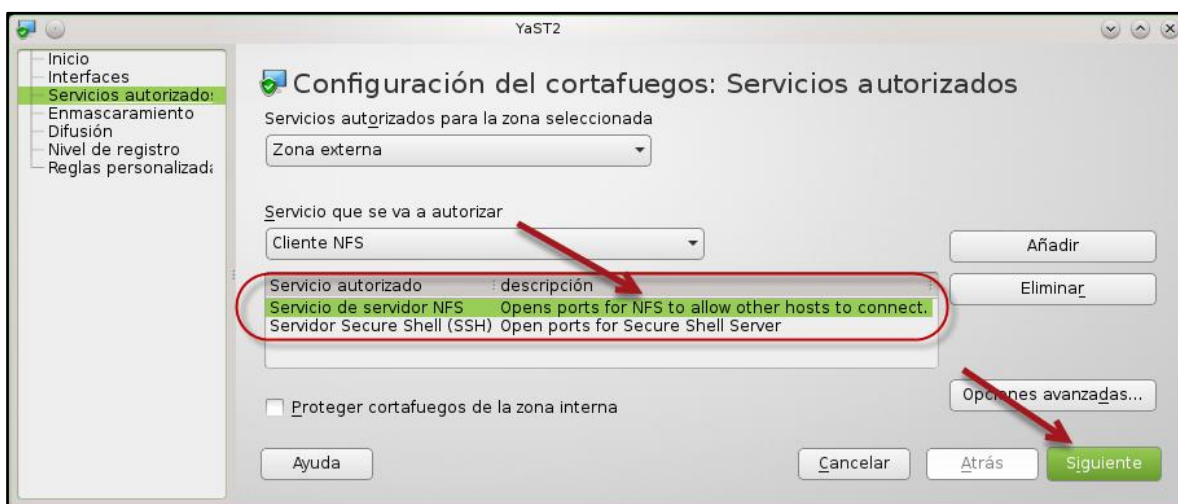 YaST2
Inicio
Interfaces
Servicios autorizado
Enmascaramiento
Difusión
Nivel de registro
Reglas personalizad
Configuración del cortafuegos: Servicios autorizados
Servicios autorizados para la zona seleccionada
Zona externa
Servicio que se va a autorizar
Cliente NFS
Añadir
Servicio autorizado descripción
Eliminar
Servicio de servidor NFS Opens ports for NFS to allow other hosts to connect.
Servidor Secure Shell (SSH) Open ports for Secure Shell Server
Opciones avanzadas...
Proteger cortafuegos de la zona interna
Ayuda Cancelar Atrás Siguiente